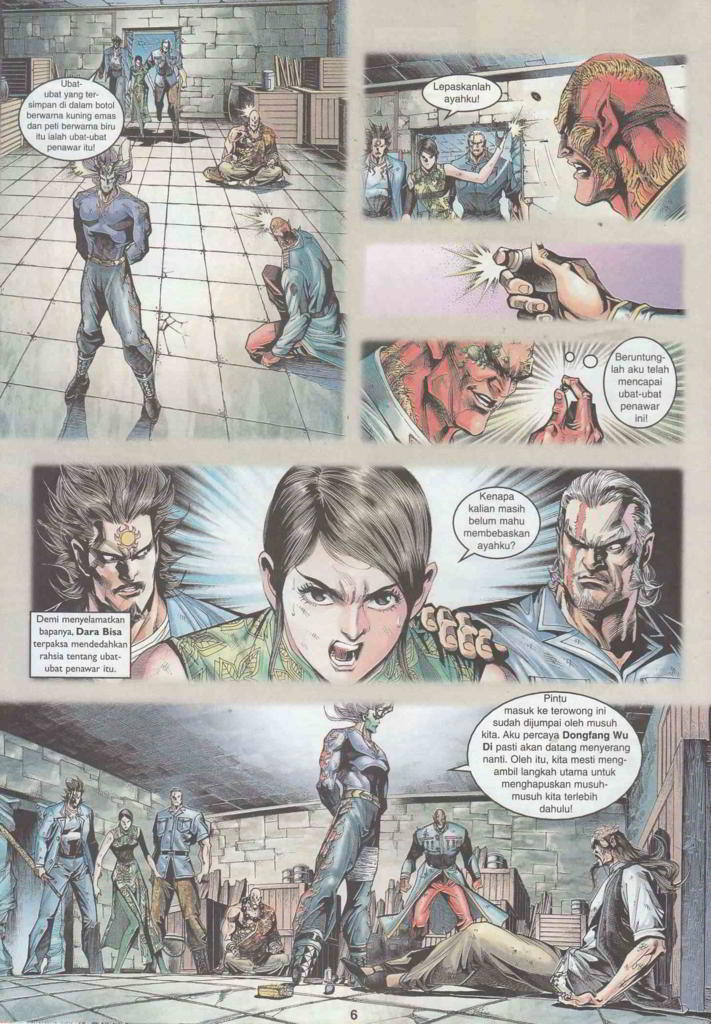 Ubat-
ubat yang ter-
simpan di dalam botol
berwarna kuning emas
dan peti berwarna biru
itu ialah ubat-ubat
penawar itu!
Lepaskanlah
ayahku!
Beruntung-
lah aku telah
mencapai
ubat-ubat
penawar
ini!
Kenapa
kalian masih
belum mahu
membebaskan
ayahku?
Demi menyelamatkan
bapanya, Dara Bisa
terpaksa mendedahkan
rahsia tentang ubat-
ubat penawar itu.
Pintu
masuk ke terowong ini
sudah dijumpai oleh musuh
kita. Aku percaya Dongfang Wu
Di pasti akan datang menyerang
nanti. Oleh itu, kita mesti meng-
ambil langkah utama untuk
menghapuskan musuh-
musuh kita terlebih
dahulu!
6